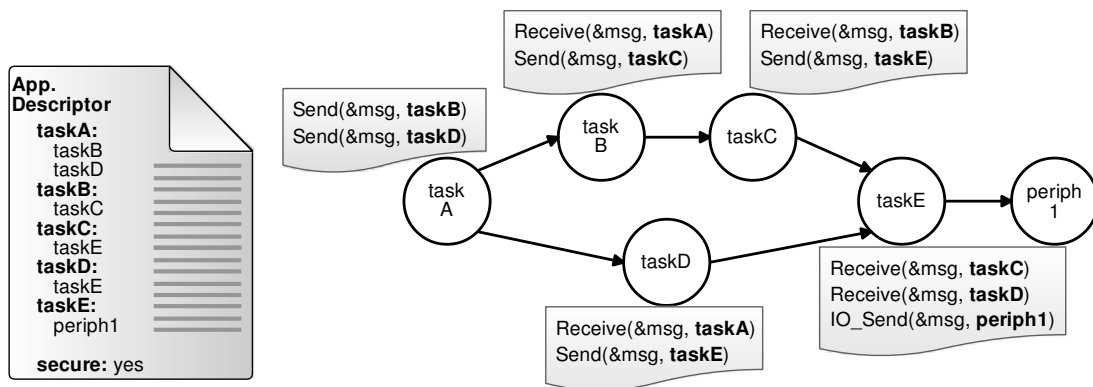 App.
Descriptor
taskA:
taskB
taskD
taskB:
taskC
taskC:
taskE
taskD:
taskE
taskE:
periph1
secure: yes
Send(&msg, taskB)
Send(&msg, taskD)
Receive(&msg, taskA)
Send(&msg, taskC)
Receive(&msg, taskB)
Send(&msg, taskE)
task
A
task
B
taskC
taskD
taskE
periph
1
Receive(&msg, taskA)
Send(&msg, taskE)
Receive(&msg, taskC)
Receive(&msg, taskD)
IO_Send(&msg, periph1)